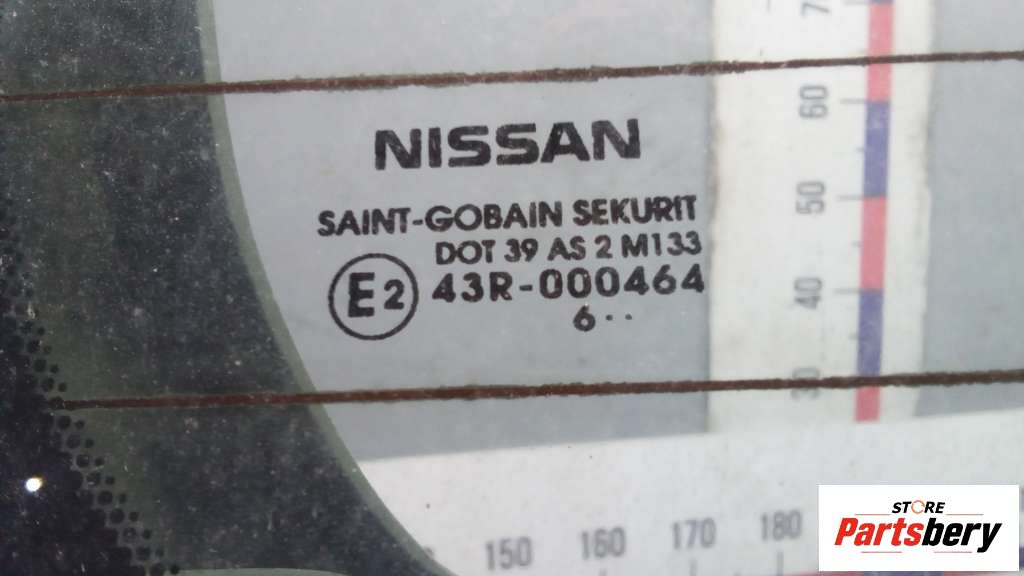 NISSAN
SAINT-GOBAIN SEKURIT
DOT 39 AS 2 M133
E2 43R-000464
6··
60
50
40
30
150 160 170 180
STORE
Partsbery